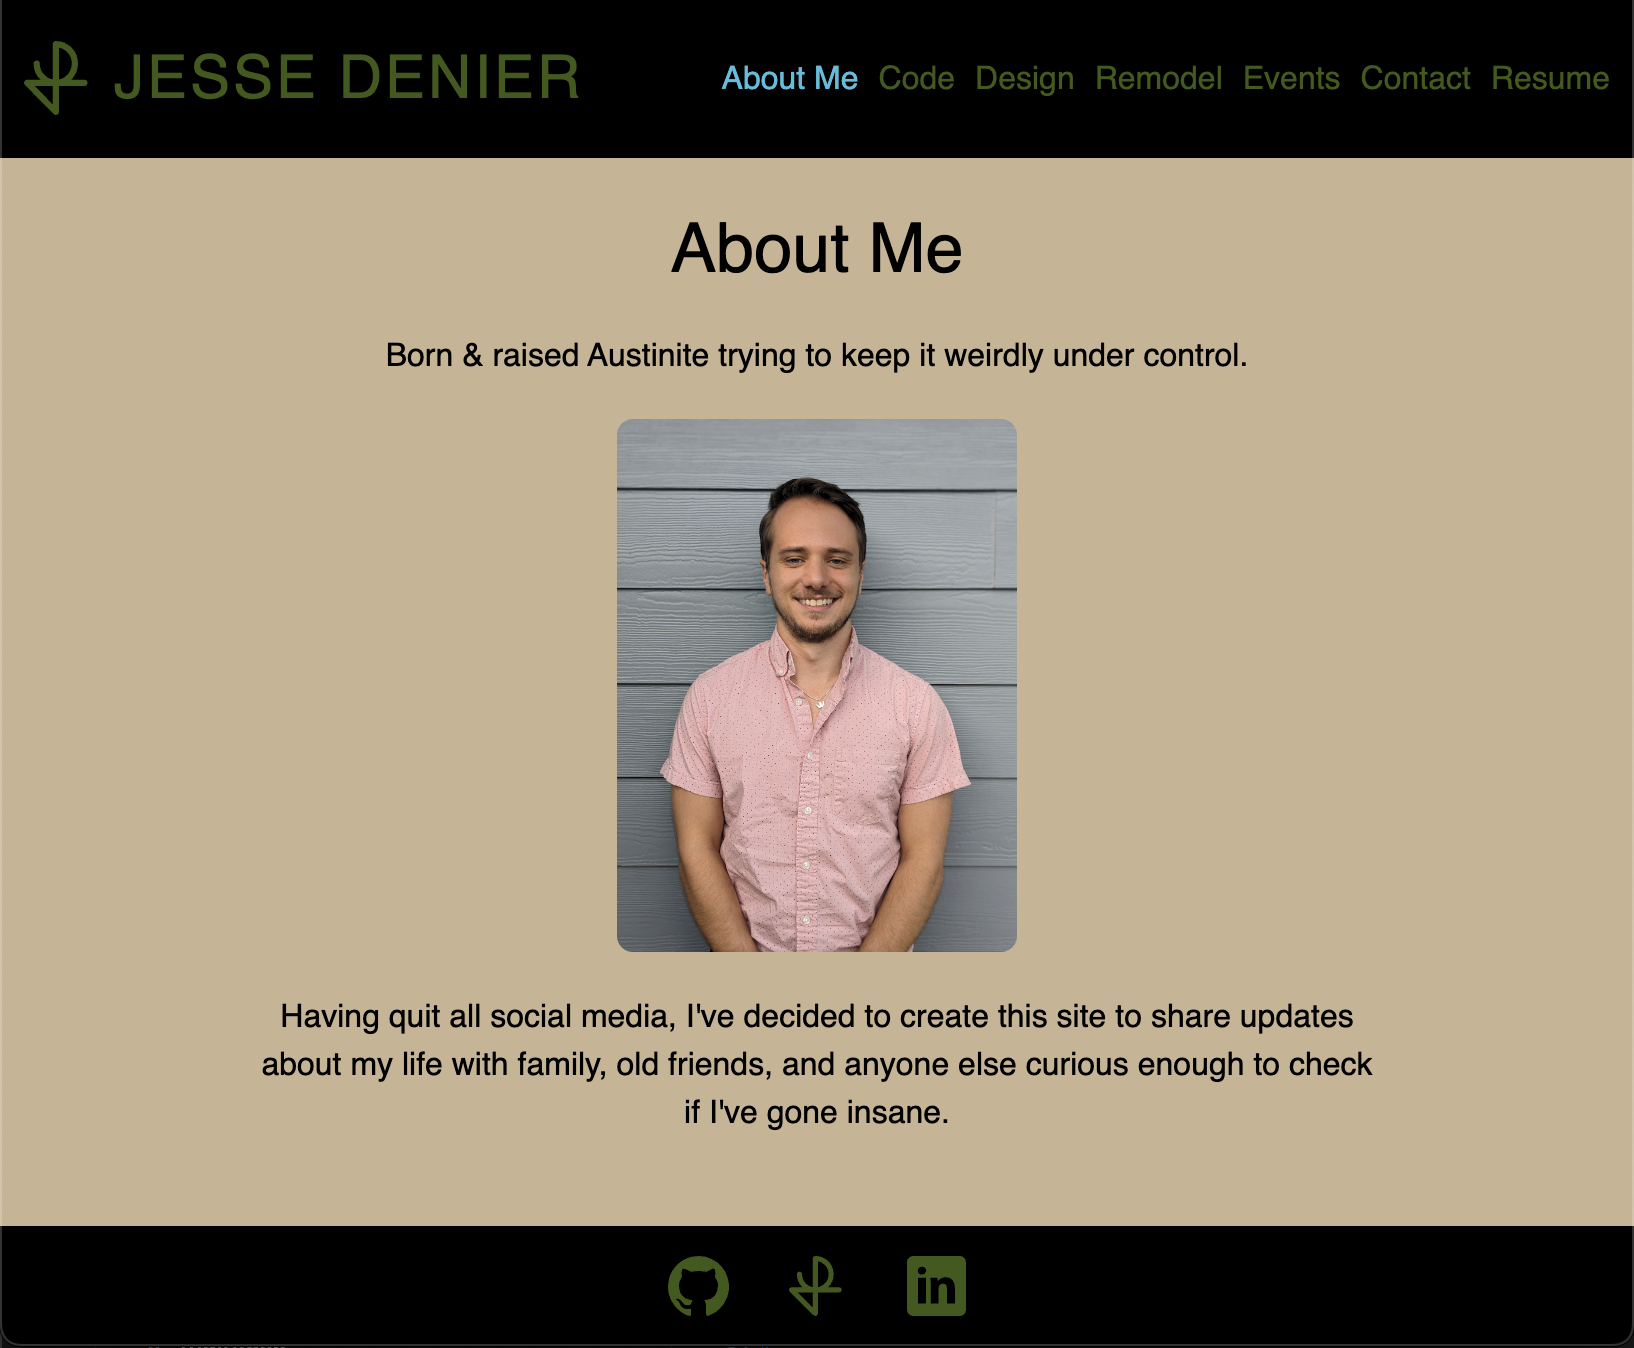 JESSE DENIER
About Me Code Design Remodel Events Contact Resume
About Me
Born & raised Austinite trying to keep it weirdly under control.
Having quit all social media, I've decided to create this site to share updates
about my life with family, old friends, and anyone else curious enough to check
if I've gone insane.
in